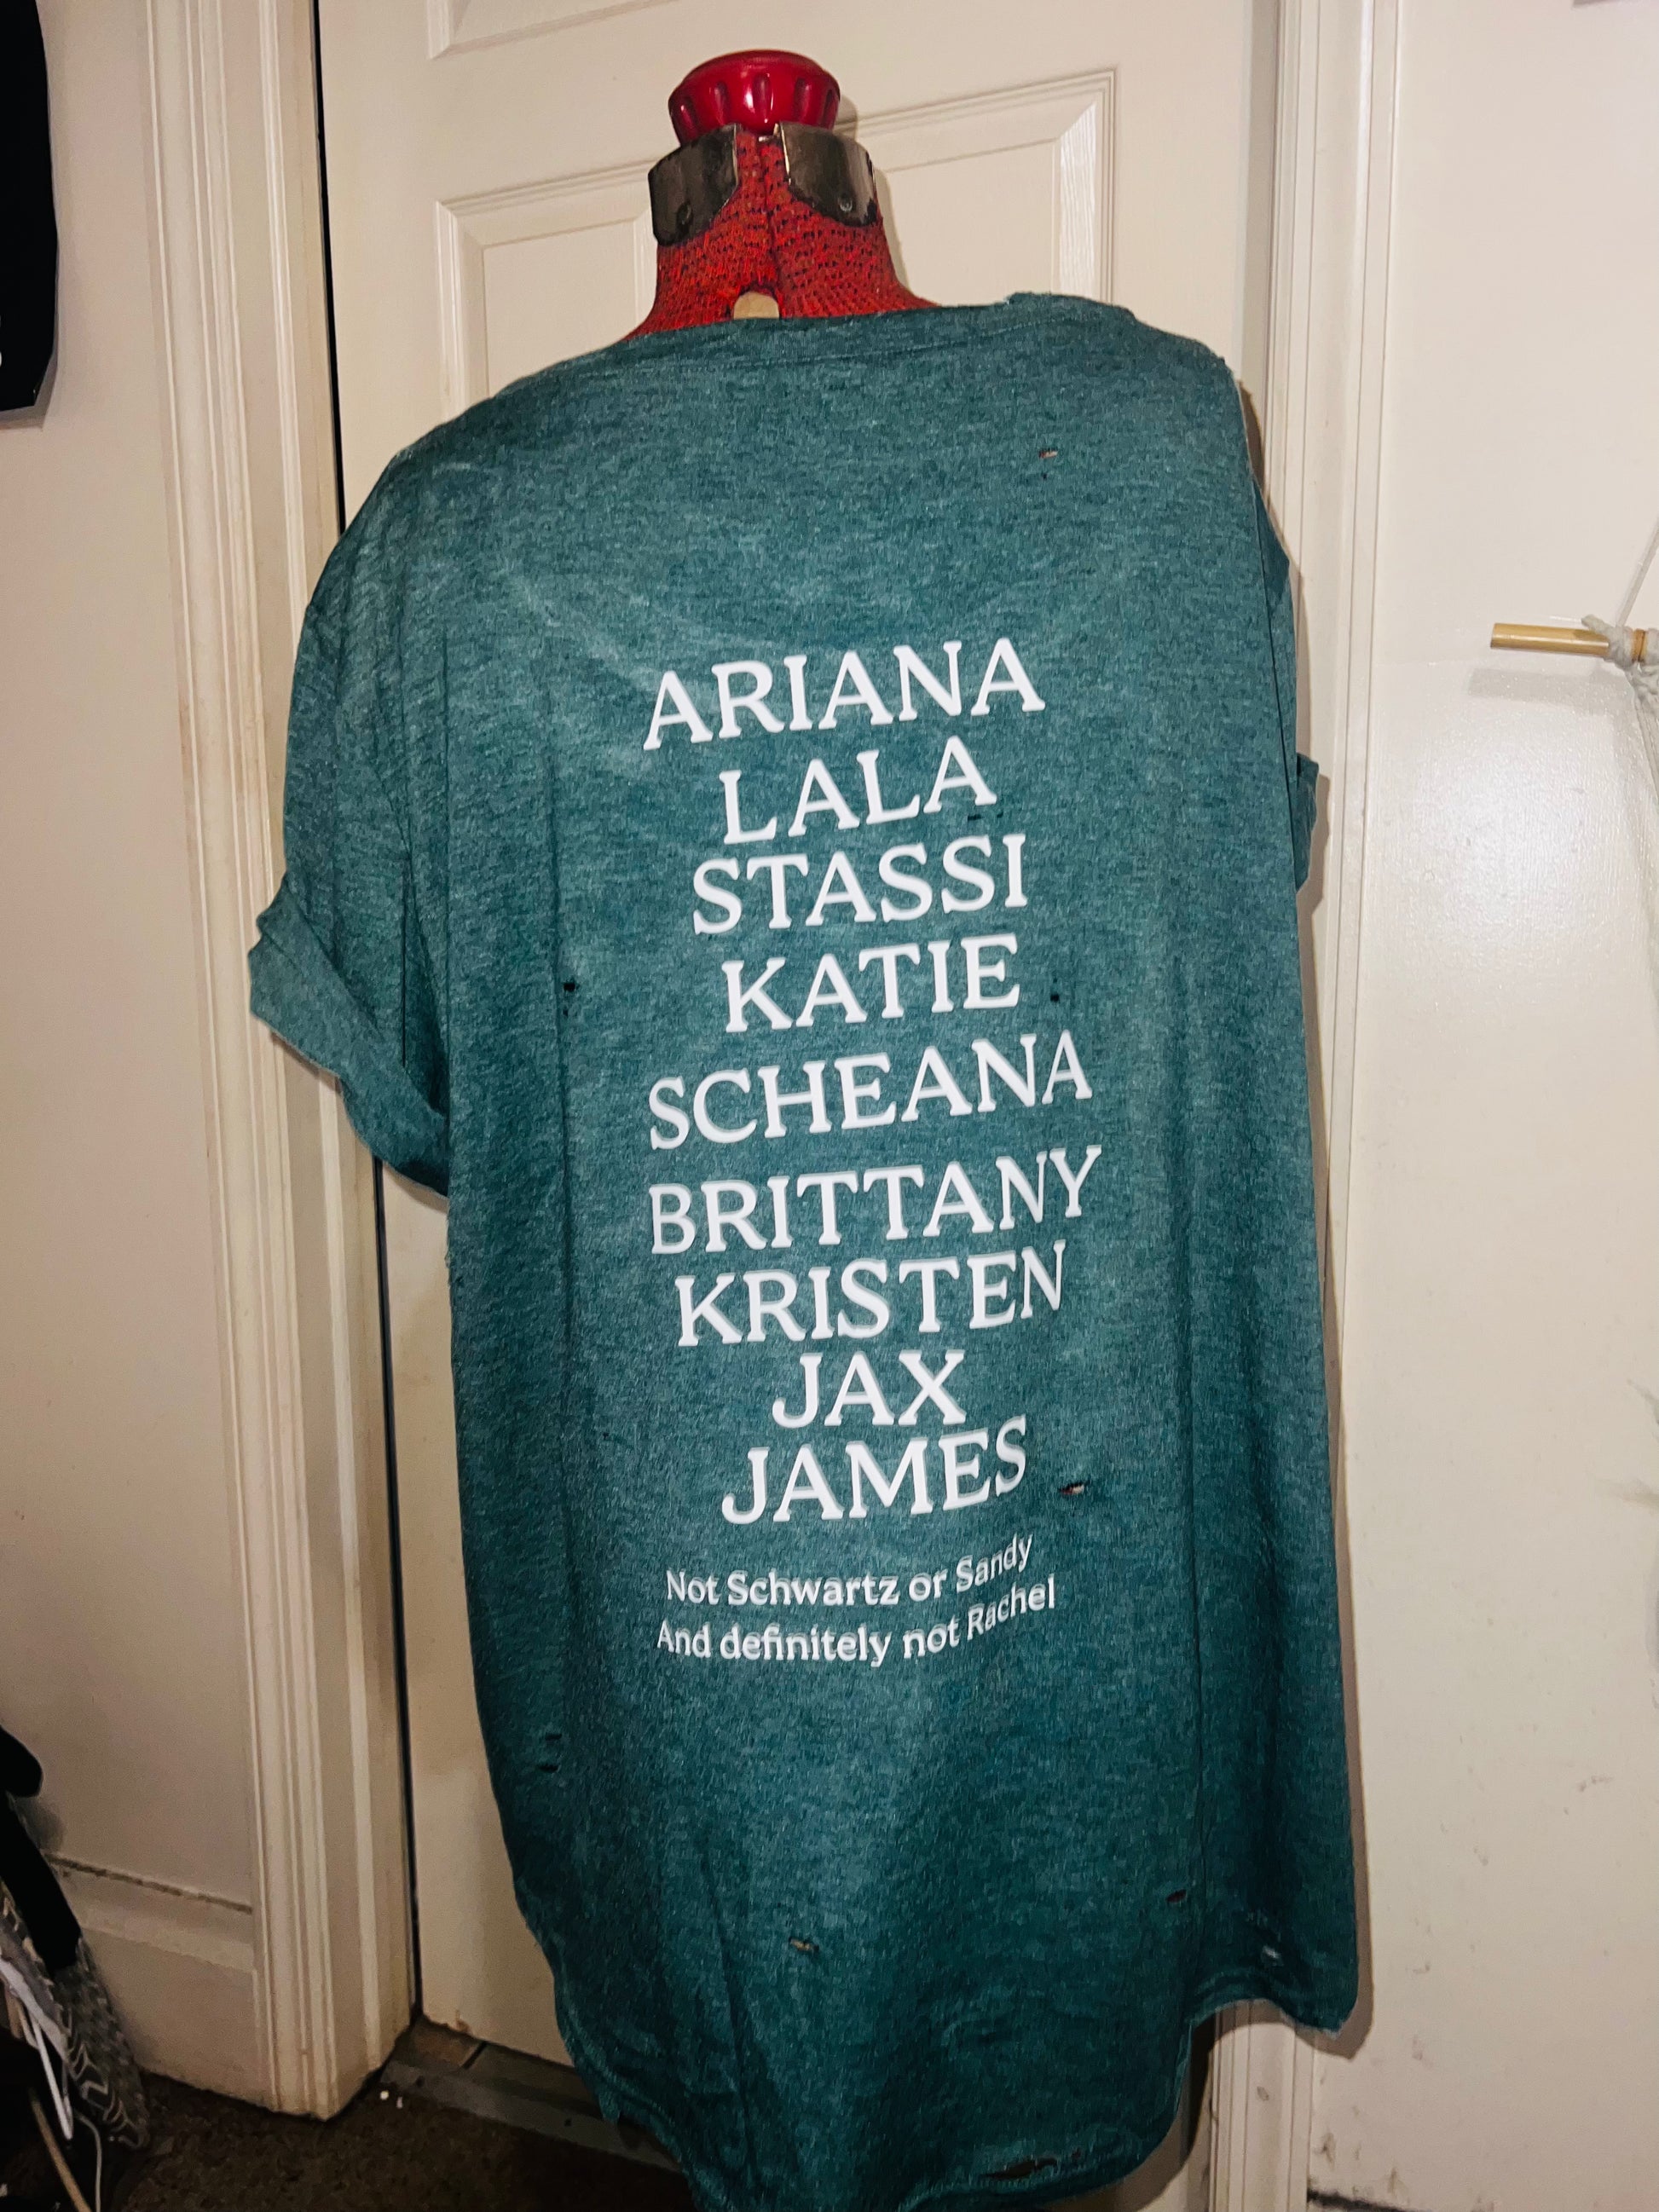 ARIANA
LALA
STASSI
KATIE
SCHEANA
BRITTANY
KRISTEN
JAX
JAMES
Not Schwartz or Sandy
And definitely not Rachel